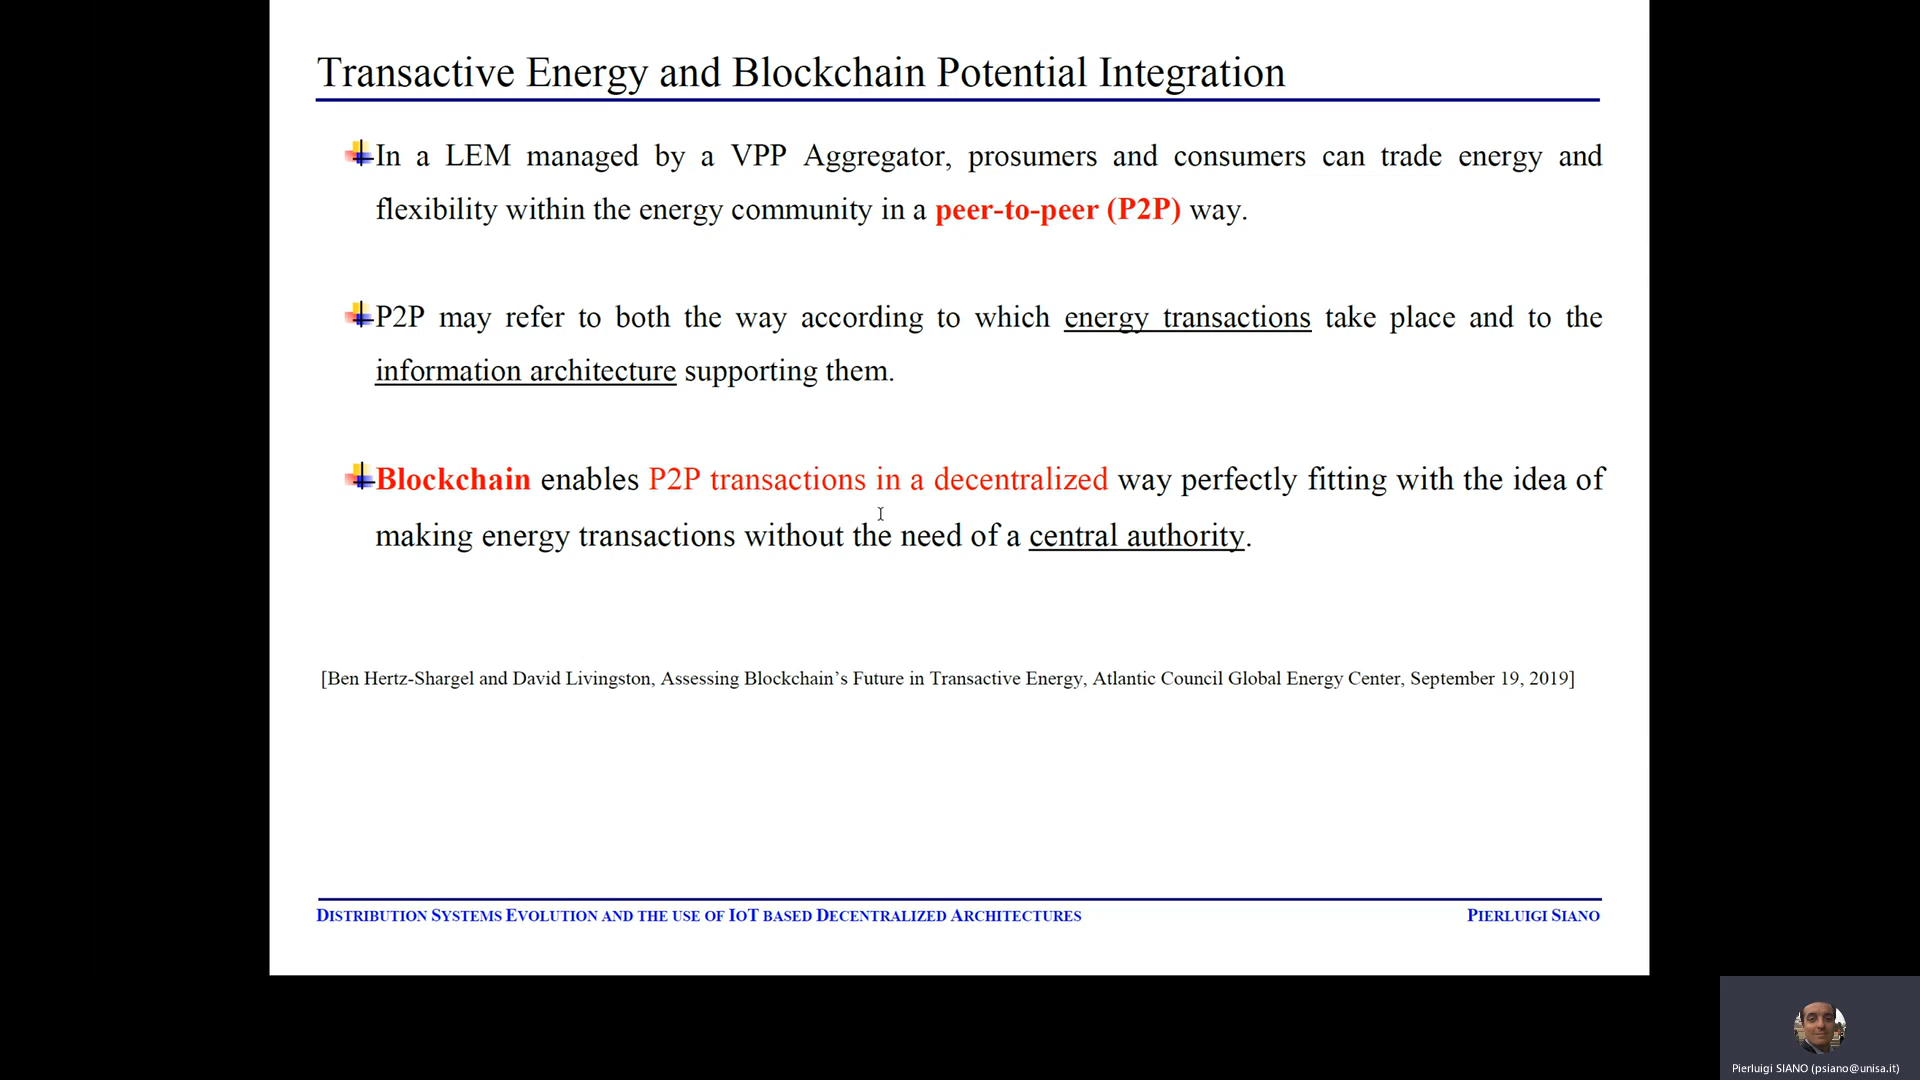 Transactive Energy and Blockchain Potential Integration
In a LEM managed by a VPP Aggregator, prosumers and consumers can trade energy and
flexibility within the energy community in a peer-to-peer (P2P) way.
P2P may refer to both the way according to which energy transactions take place and to the
information architecture supporting them.
Blockchain enables P2P transactions in a decentralized way perfectly fitting with the idea of
making energy transactions without the need of a central authority.
[Ben Hertz-Shargel and David Livingston, Assessing Blockchain’s Future in Transactive Energy, Atlantic Council Global Energy Center, September 19, 2019]
DISTRIBUTION SYSTEMS EVOLUTION AND THE USE OF IOT BASED DECENTRALIZED ARCHITECTURES PIERLUIGI SIANO
Pierluigi SIANO (psiano@unisa.it)